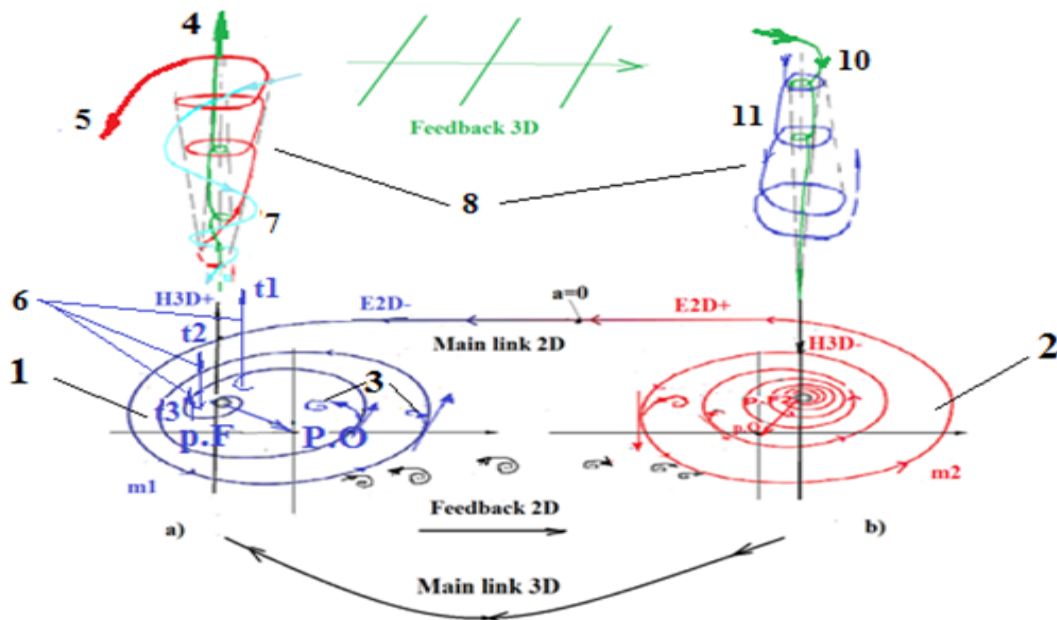 4
10
5
Feedback 3D
11
8
7
6
H3D+
t1
E2D-
a=0
E2D+
t2
Main link 2D
H3D-
1
2
3
t3
p.F
P.O
p.O
m1
m2
Feedback 2D
a)
b)
Main link 3D